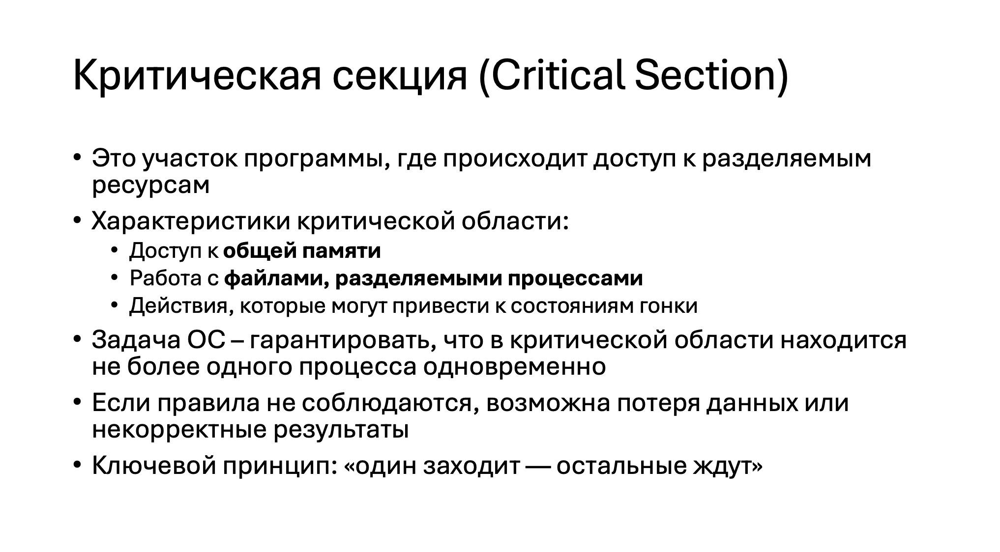 Критическая секция (Critical Section)
• Это участок программы, где происходит доступ к разделяемым
ресурсам
• Характеристики критической области:
• Доступ к общей памяти
• Работа с файлами, разделяемыми процессами
• Действия, которые могут привести к состояниям гонки
• Задача ОС – гарантировать, что в критической области находится
не более одного процесса одновременно
• Если правила не соблюдаются, возможна потеря данных или
некорректные результаты
• Ключевой принцип: «один заходит — остальные ждут»